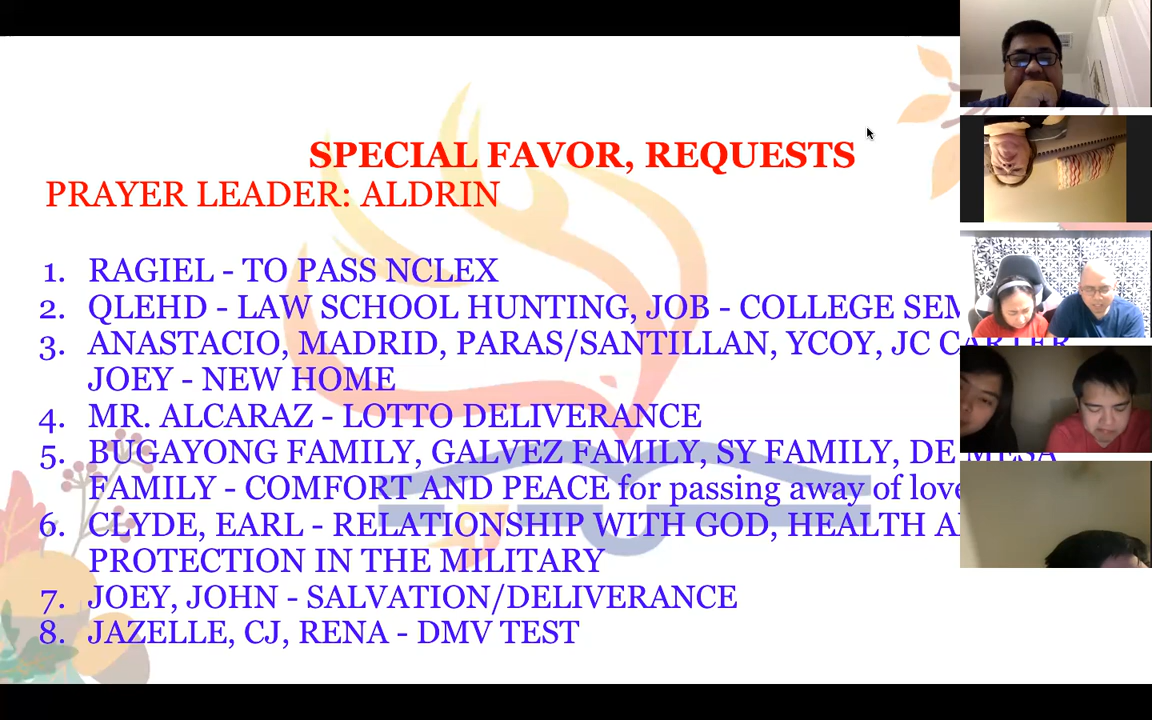 SPECIAL FAVOR, REQUESTS
PRAYER LEADER: ALDRIN
1. RAGIEL - TO PASS NCLEX
2. QLEHD - LAW SCHOOL HUNTING, JOB - COLLEGE SEM
3. ANASTACIO, MADRID, PARAS/SANTILLAN, YCOY, JC CARTER
JOEY - NEW HOME
4. MR. ALCARAZ - LOTTO DELIVERANCE
5. BUGAYONG FAMILY, GALVEZ FAMILY, SY FAMILY, DE MESA
FAMILY - COMFORT AND PEACE for passing away of love
6. CLYDE, EARL - RELATIONSHIP WITH GOD, HEALTH A
PROTECTION IN THE MILITARY
7. JOEY, JOHN - SALVATION/DELIVERANCE
8. JAZELLE, CJ, RENA - DMV TEST